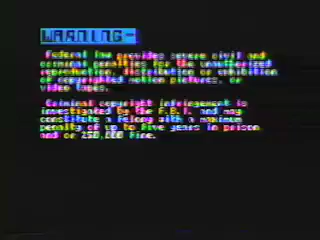 WARNING-
Federal law provides severe civil and
criminal penalties for the unauthorized
reproduction, distribution or exhibition
of copyrighted motion pictures, or
video tapes.
Criminal copyright infringement is
investigated by the F.B.I. and may
constitute a felony with a maximum
penalty of up to five years in prison
and or 250,000 fine.